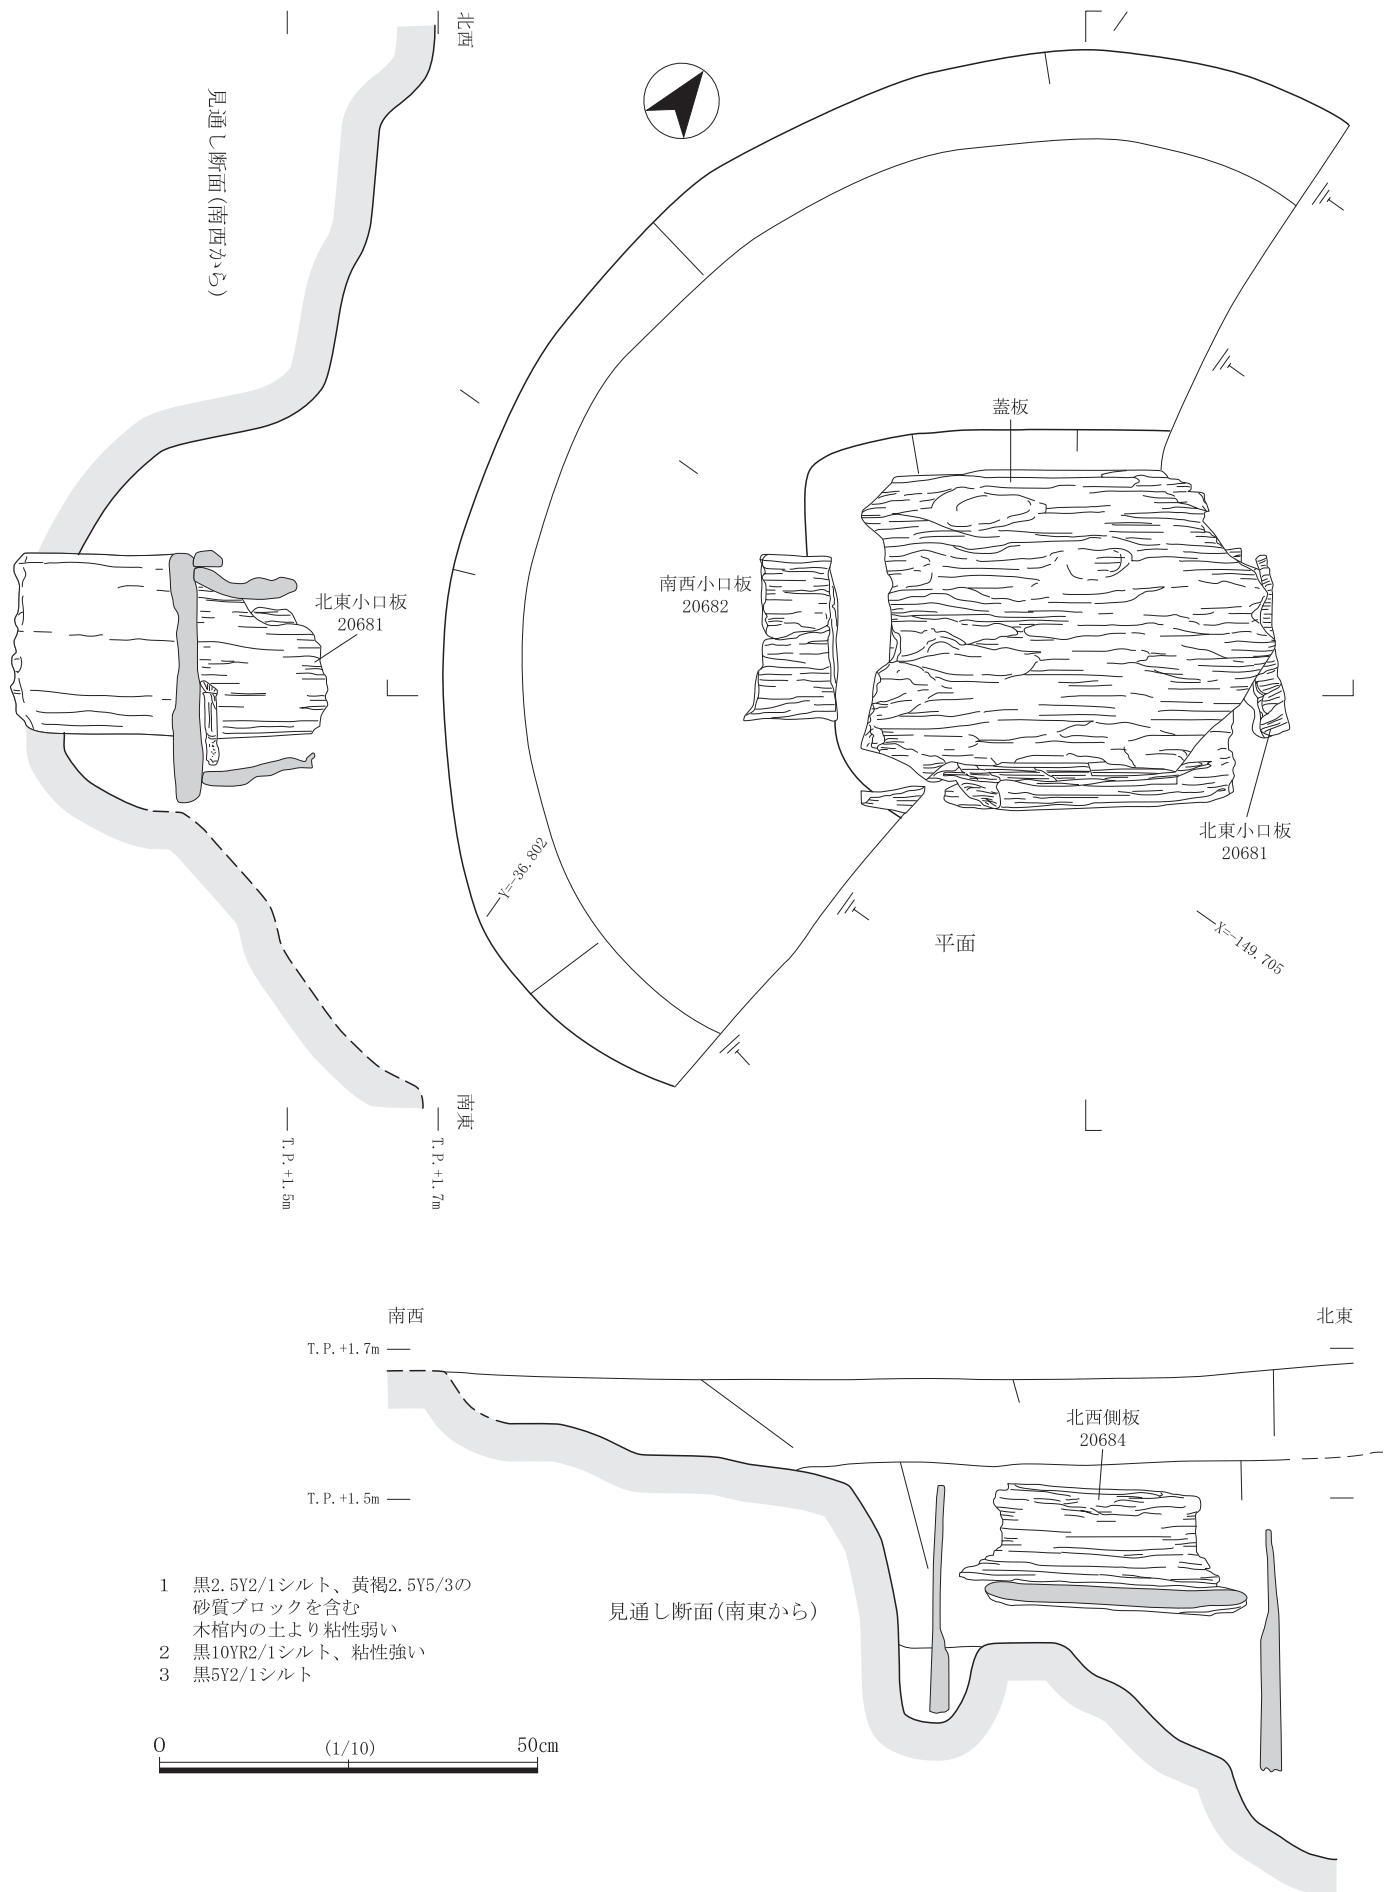 北西
見通し断面(南西から)
北東小口板
20681
南東
T.P.+1.5m
T.P.+1.7m
蓋板
南西小口板
20682
北東小口板
20681
Y=-36.802
平面
X=-149.705
南西
北東
T.P.+1.7m
北西側板
20684
T.P.+1.5m
見通し断面(南東から)
1 黒2.5Y2/1シルト、黄褐2.5Y5/3の
砂質ブロックを含む
木棺内の土より粘性弱い
2 黒10YR2/1シルト、粘性強い
3 黒5Y2/1シルト
0 (1/10) 50cm